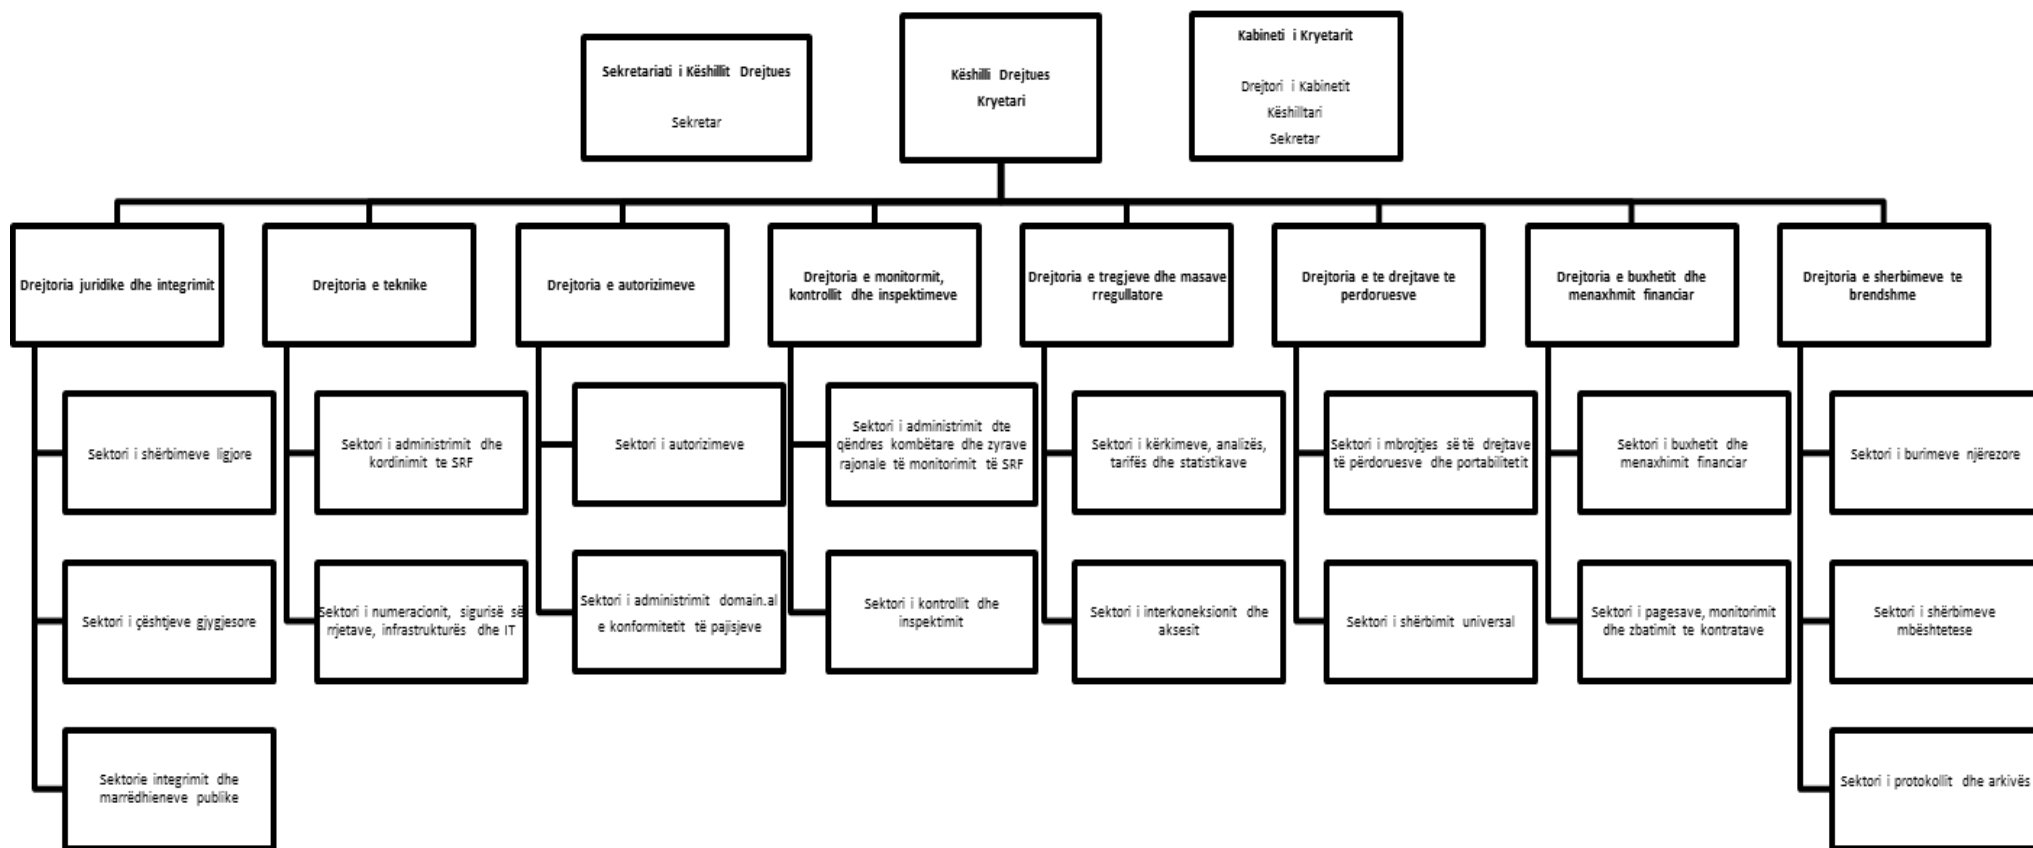 Sekretariati i Këshillit Drejtues
Sekretar
Këshilli Drejtues
Kryetari
Kabineti i Kryetarit
Drejtori i Kabinetit
Këshilltari
Sekretar
Drejtoria juridike dhe integrimit
Drejtoria e teknike
Drejtoria e autorizimeve
Drejtoria e monitormit,
kontrollit dhe inspektimeve
Drejtoria e tregjeve dhe masave
rregullatore
Drejtoria e te drejtave te
perdoruesve
Drejtoria e buxhetit dhe
menaxhmit financiar
Drejtoria e sherbimeve te
brendshme
Sektori i shërbimeve ligjore
Sektori i administrimit dhe
kordinimit te SRF
Sektori i autorizimeve
Sektori i administrimit dte
qëndres kombëtare dhe zyrave
rajonale të monitorimit të SRF
Sektori i kërkimeve, analizës,
tarifës dhe statistikave
Sektori i mbrojtjes së të drejtave
të përdoruesve dhe portabilitetit
Sektori i buxhetit dhe
menaxhimit financiar
Sektori i burimeve njërezore
Sektori i çështjeve gjygjesore
Sektori i numeracionit, sigurisë së
rrjetave, infrastrukturës dhe IT
Sektori i administrimit domain.al
e konformitetit të pajisjeve
Sektori i kontrollit dhe
inspektimit
Sektori i interkoneksionit dhe
aksesit
Sektori i shërbimit universal
Sektori i pagesave, monitorimit
dhe zbatimit te kontratave
Sektori i shërbimeve
mbështetese
Sektorie integrimit dhe
marrëdhieneve publike
Sektori i protokollit dhe arkivës